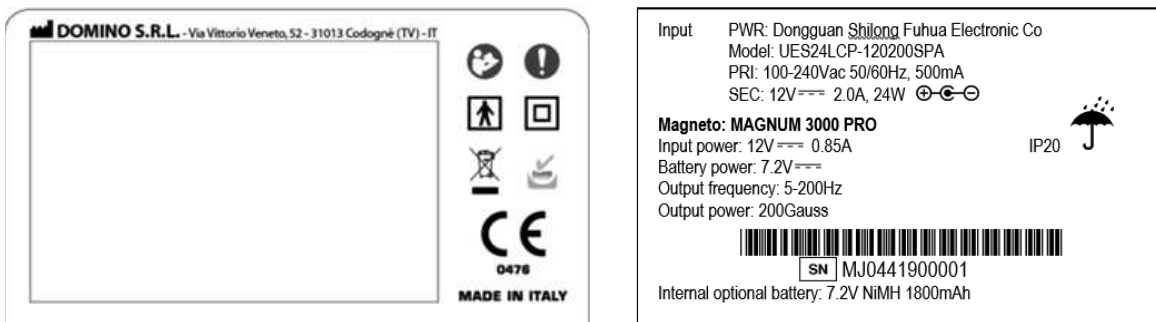 DOMINO S.R.L. - Via Vittorio Veneto, 52 - 31013 Codognè (TV) - IT
0476
MADE IN ITALY
Input PWR: Dongguan Shilong Fuhua Electronic Co
Model: UES24LCP-120200SPA
PRI: 100-240Vac 50/60Hz, 500mA
SEC: 12V 2.0A, 24W
Magneto: MAGNUM 3000 PRO
Input power: 12V 0.85A IP20
Battery power: 7.2V
Output frequency: 5-200Hz
Output power: 200Gauss
SN MJ0441900001
Internal optional battery: 7.2V NiMH 1800mAh